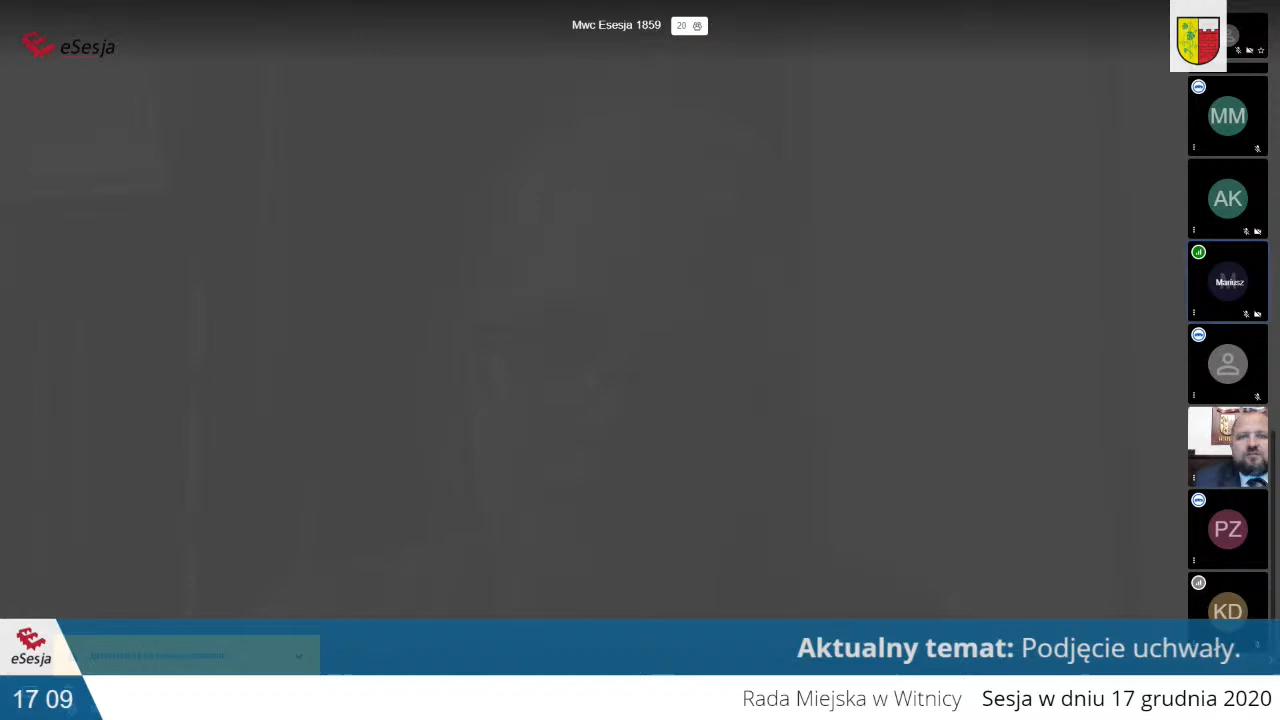 Mwc Esesja 1859 20
eSesja
MM
AK
Mariusz
PZ
KD
Aktualny temat: Podjęcie uchwały.
eSesja
17 09
Rada Miejska w Witnicy Sesja w dniu 17 grudnia 2020